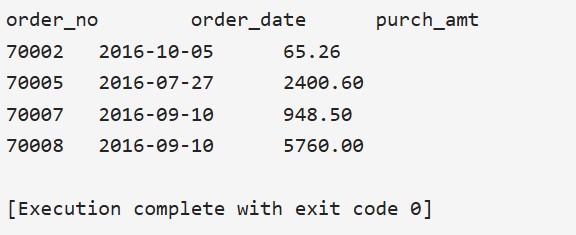 order_no order_date purch_amt
70002 2016-10-05 65.26
70005 2016-07-27 2400.60
70007 2016-09-10 948.50
70008 2016-09-10 5760.00
[Execution complete with exit code 0]